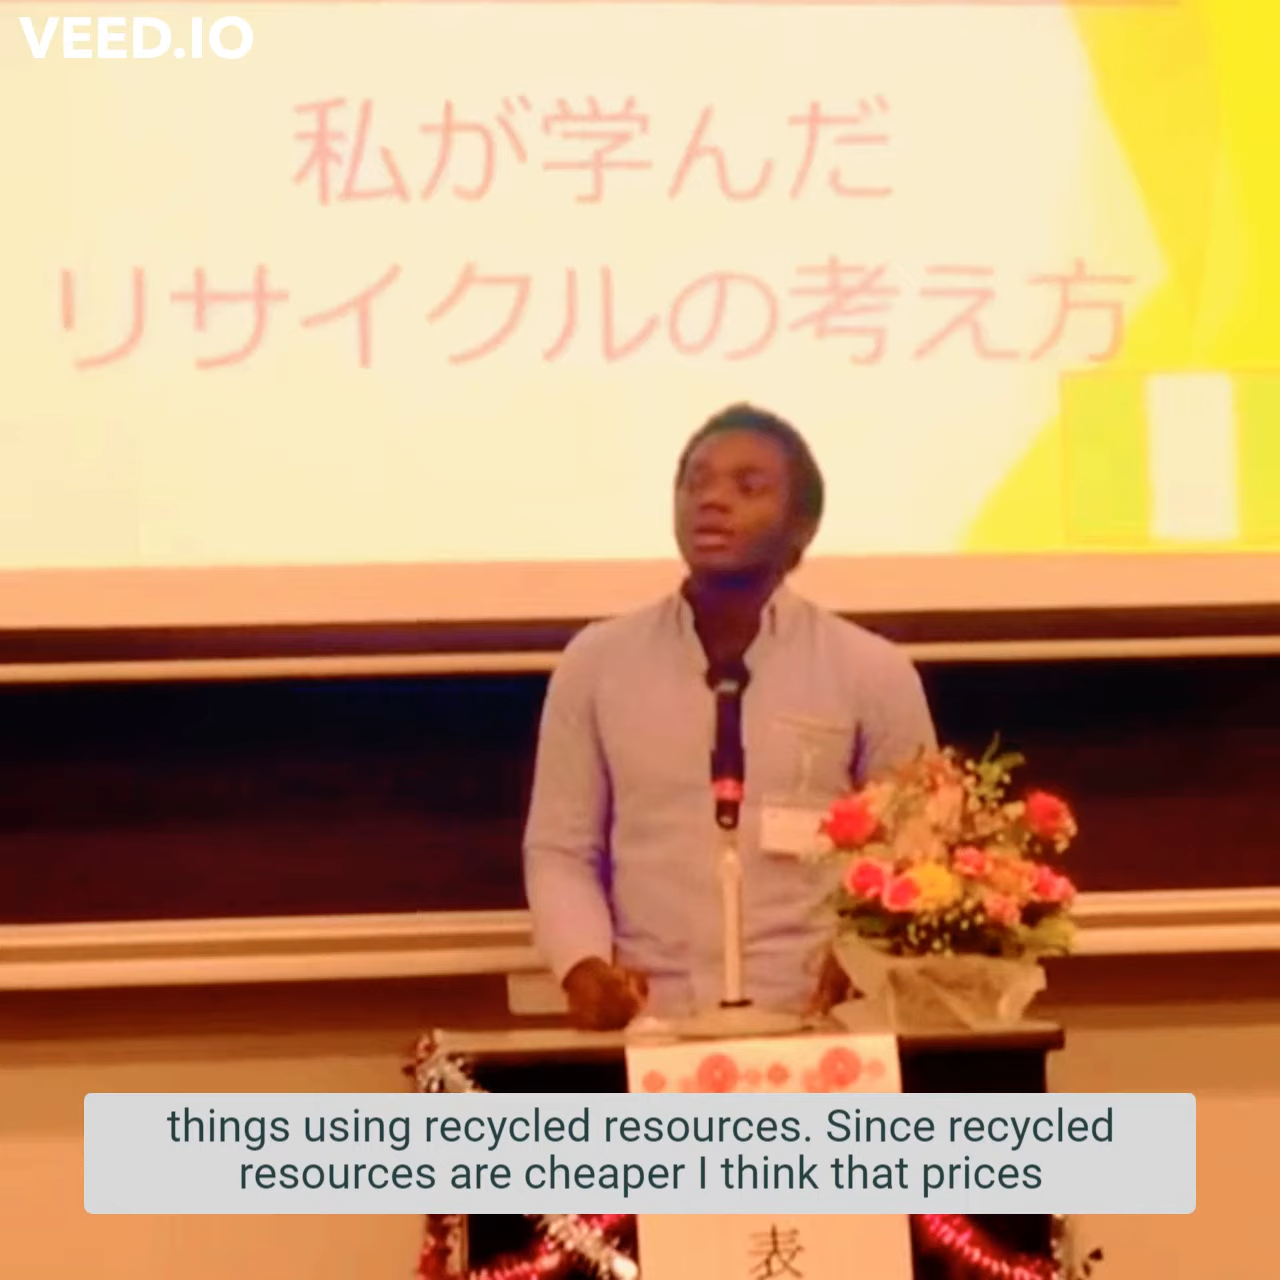 VEED.IO
私が学んだ
リサイクルの考え方
things using recycled resources. Since recycled
resources are cheaper I think that prices
表